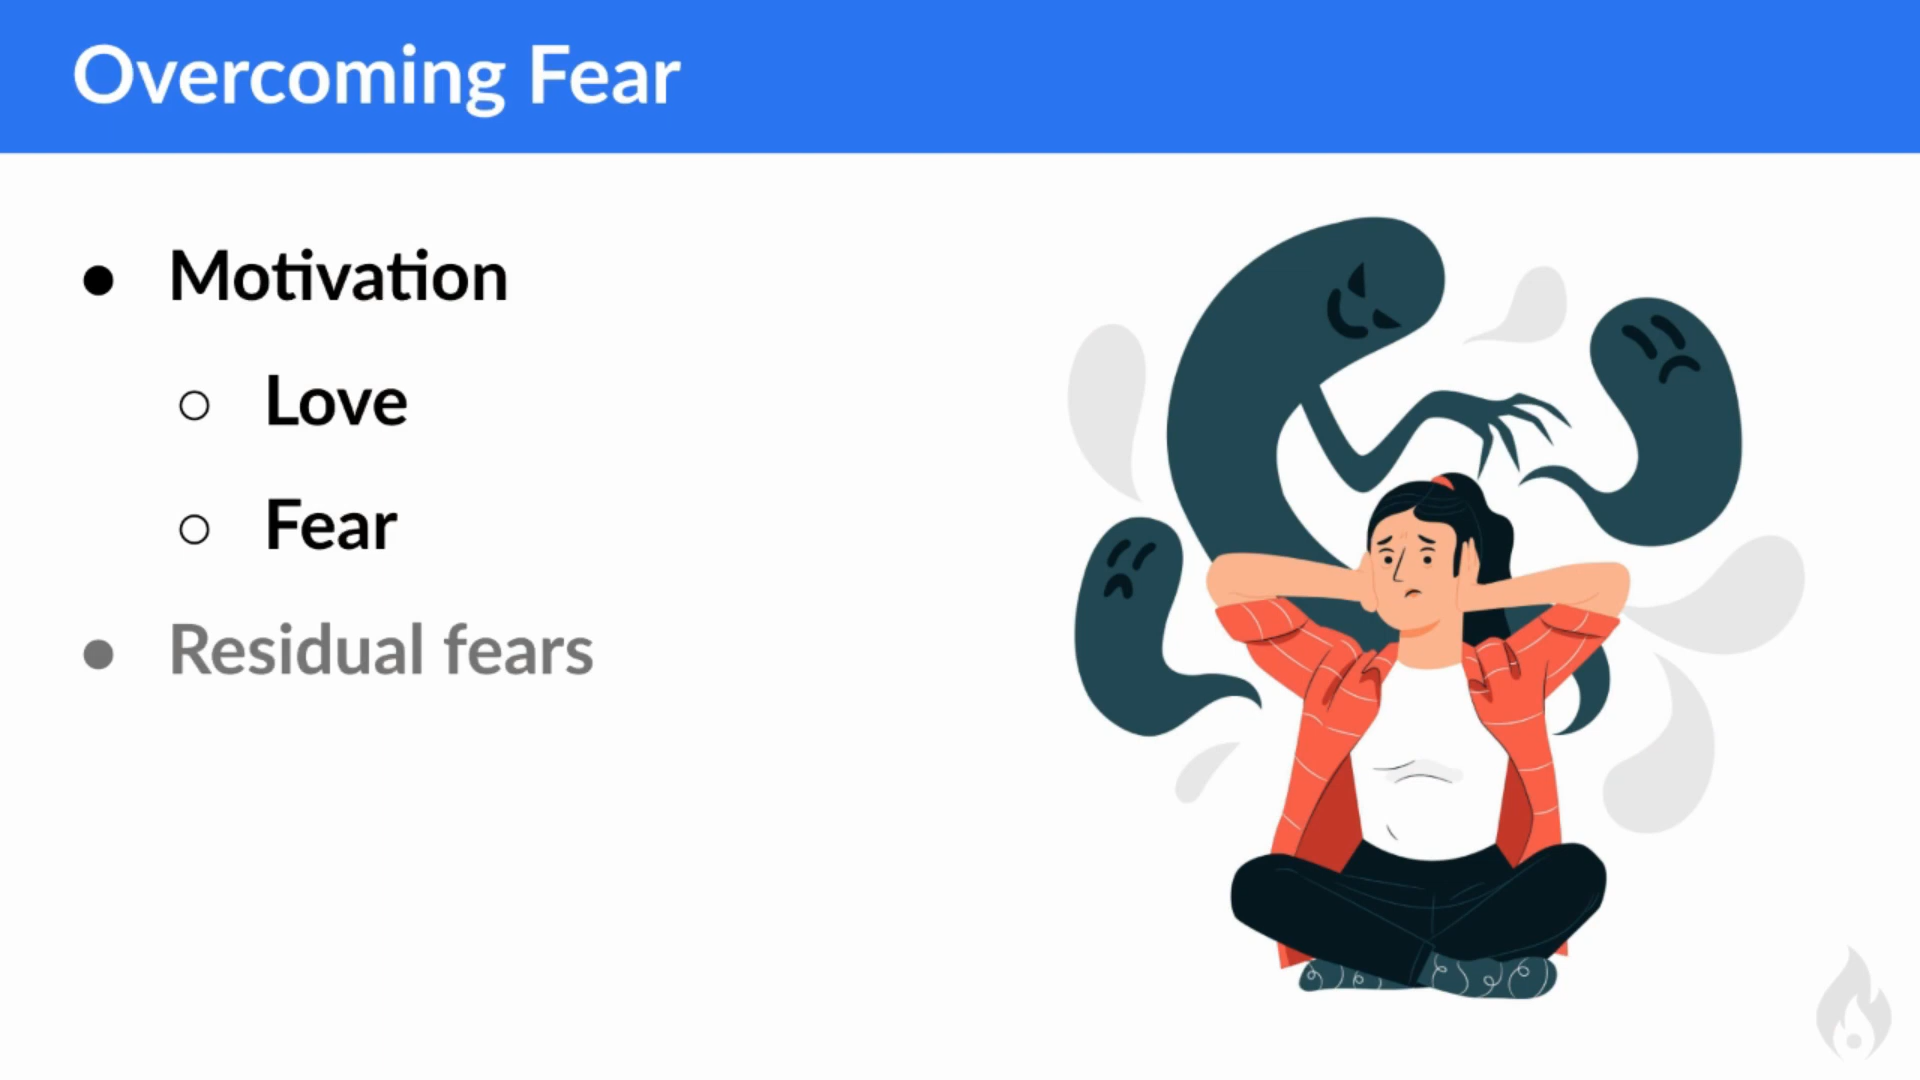 Overcoming Fear
● Motivation
○ Love
○ Fear
● Residual fears